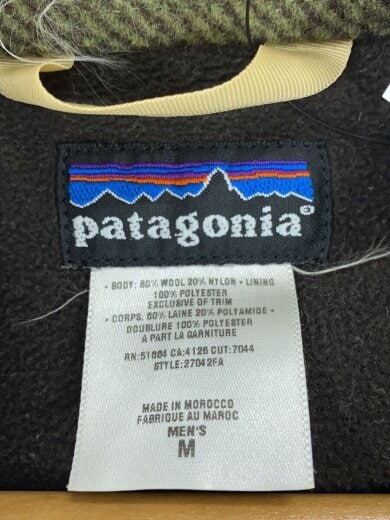 patagonia®
• BODY: 80% WOOL 20% NYLON • LINING
100% POLYESTER
EXCLUSIVE OF TRIM
• CORPS: 80% LAINE 20% POLYAMIDE •
DOUBLURE 100% POLYESTER
A PART LA GARNITURE
RN: 51884 CA: 4126 CUT: 7044
STYLE: 27042FA
MADE IN MOROCCO
FABRIQUE AU MAROC
MEN'S
M